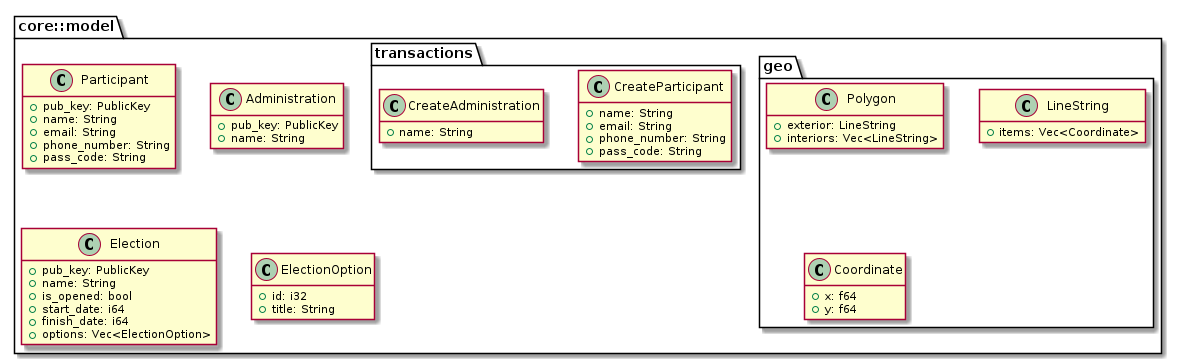 core::model
C Participant
pub_key: PublicKey
name: String
email: String
phone_number: String
pass_code: String
C Administration
pub_key: PublicKey
name: String
transactions
C CreateAdministration
name: String
C CreateParticipant
name: String
email: String
phone_number: String
pass_code: String
geo
C Polygon
exterior: LineString
interiors: Vec<LineString>
C LineString
items: Vec<Coordinate>
C Election
pub_key: PublicKey
name: String
is_opened: bool
start_date: i64
finish_date: i64
options: Vec<ElectionOption>
C ElectionOption
id: i32
title: String
C Coordinate
x: f64
y: f64